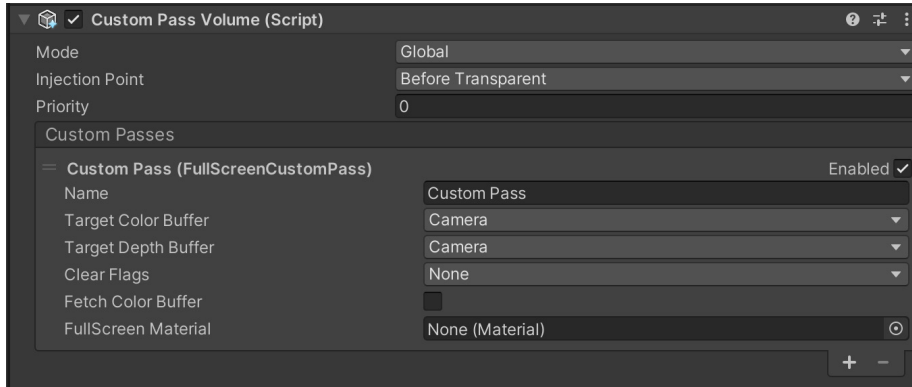 Custom Pass Volume (Script)
Mode Global
Injection Point Before Transparent
Priority 0
Custom Passes
Custom Pass (FullScreenCustomPass) Enabled
Name Custom Pass
Target Color Buffer Camera
Target Depth Buffer Camera
Clear Flags None
Fetch Color Buffer
FullScreen Material None (Material)